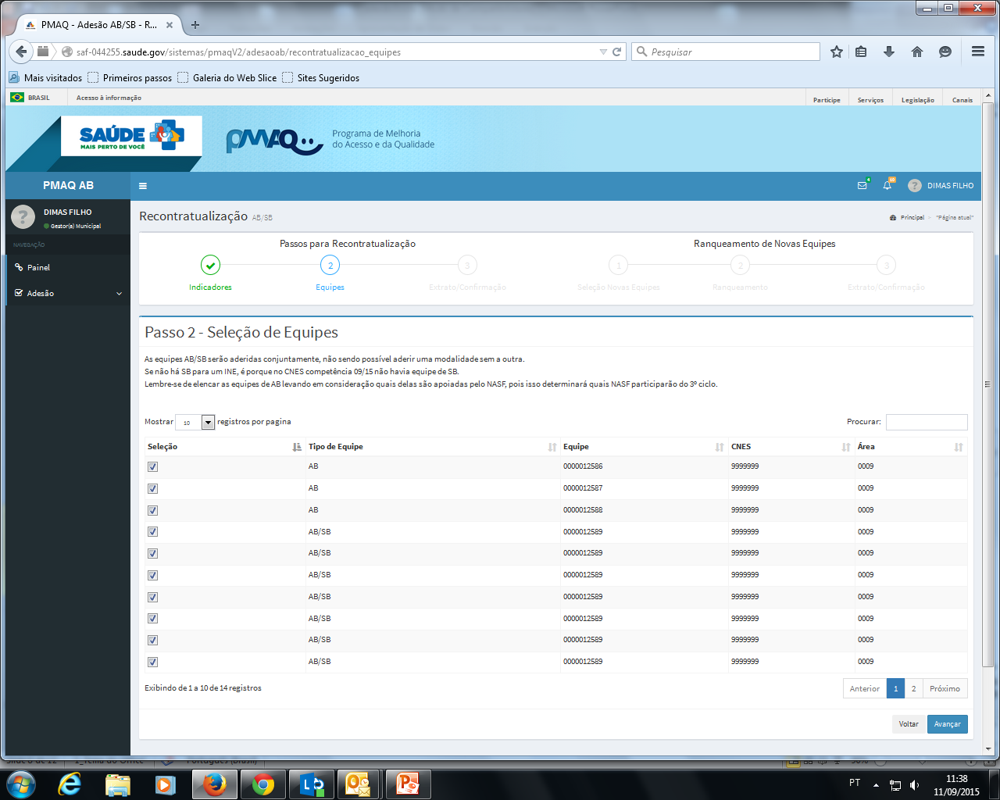 PMAQ - Adesão AB/SB - R...
saf-044255.saude.gov/sistemas/pmaqV2/adesaoab/recontratualizacao_equipes
Pesquisar
Mais visitados Primeiros passos Galeria do Web Slice Sites Sugeridos
BRASIL Acesso à informação Participe Serviços Legislação Canais
SAÚDE
MAIS PERTO DE VOCÊ
pMAQ
Programa de Melhoria
do Acesso e da Qualidade
PMAQ AB
4 10 ? DIMAS FILHO
? DIMAS FILHO
Gestor(a) Municipal
NAVEGAÇÃO
Painel
Adesão
Recontratualização AB/SB
Principal > "Página atual"
Passos para Recontratualização Ranqueamento de Novas Equipes
2 3 1 2 3
Indicadores Equipes Extrato/Confirmação Seleção Novas Equipes Ranqueamento Extrato/Confirmação
Passo 2 - Seleção de Equipes
As equipes AB/SB serão aderidas conjuntamente, não sendo possível aderir uma modalidade sem a outra.
Se não há SB para um INE, é porque no CNES competência 09/15 não havia equipe de SB.
Lembre-se de elencar as equipes de AB levando em consideração quais delas são apoiadas pelo NASF, pois isso determinará quais NASF participarão do 3º ciclo.
Mostrar 10 registros por pagina Procurar:
Seleção Tipo de Equipe Equipe CNES Área
AB 0000012586 9999999 0009
AB 0000012587 9999999 0009
AB 0000012588 9999999 0009
AB/SB 0000012589 9999999 0009
AB/SB 0000012589 9999999 0009
AB/SB 0000012589 9999999 0009
AB/SB 0000012589 9999999 0009
AB/SB 0000012589 9999999 0009
AB/SB 0000012589 9999999 0009
AB/SB 0000012589 9999999 0009
Exibindo de 1 a 10 de 14 registros
Anterior 1 2 Próximo
Voltar Avançar
PT
11:38
11/09/2015